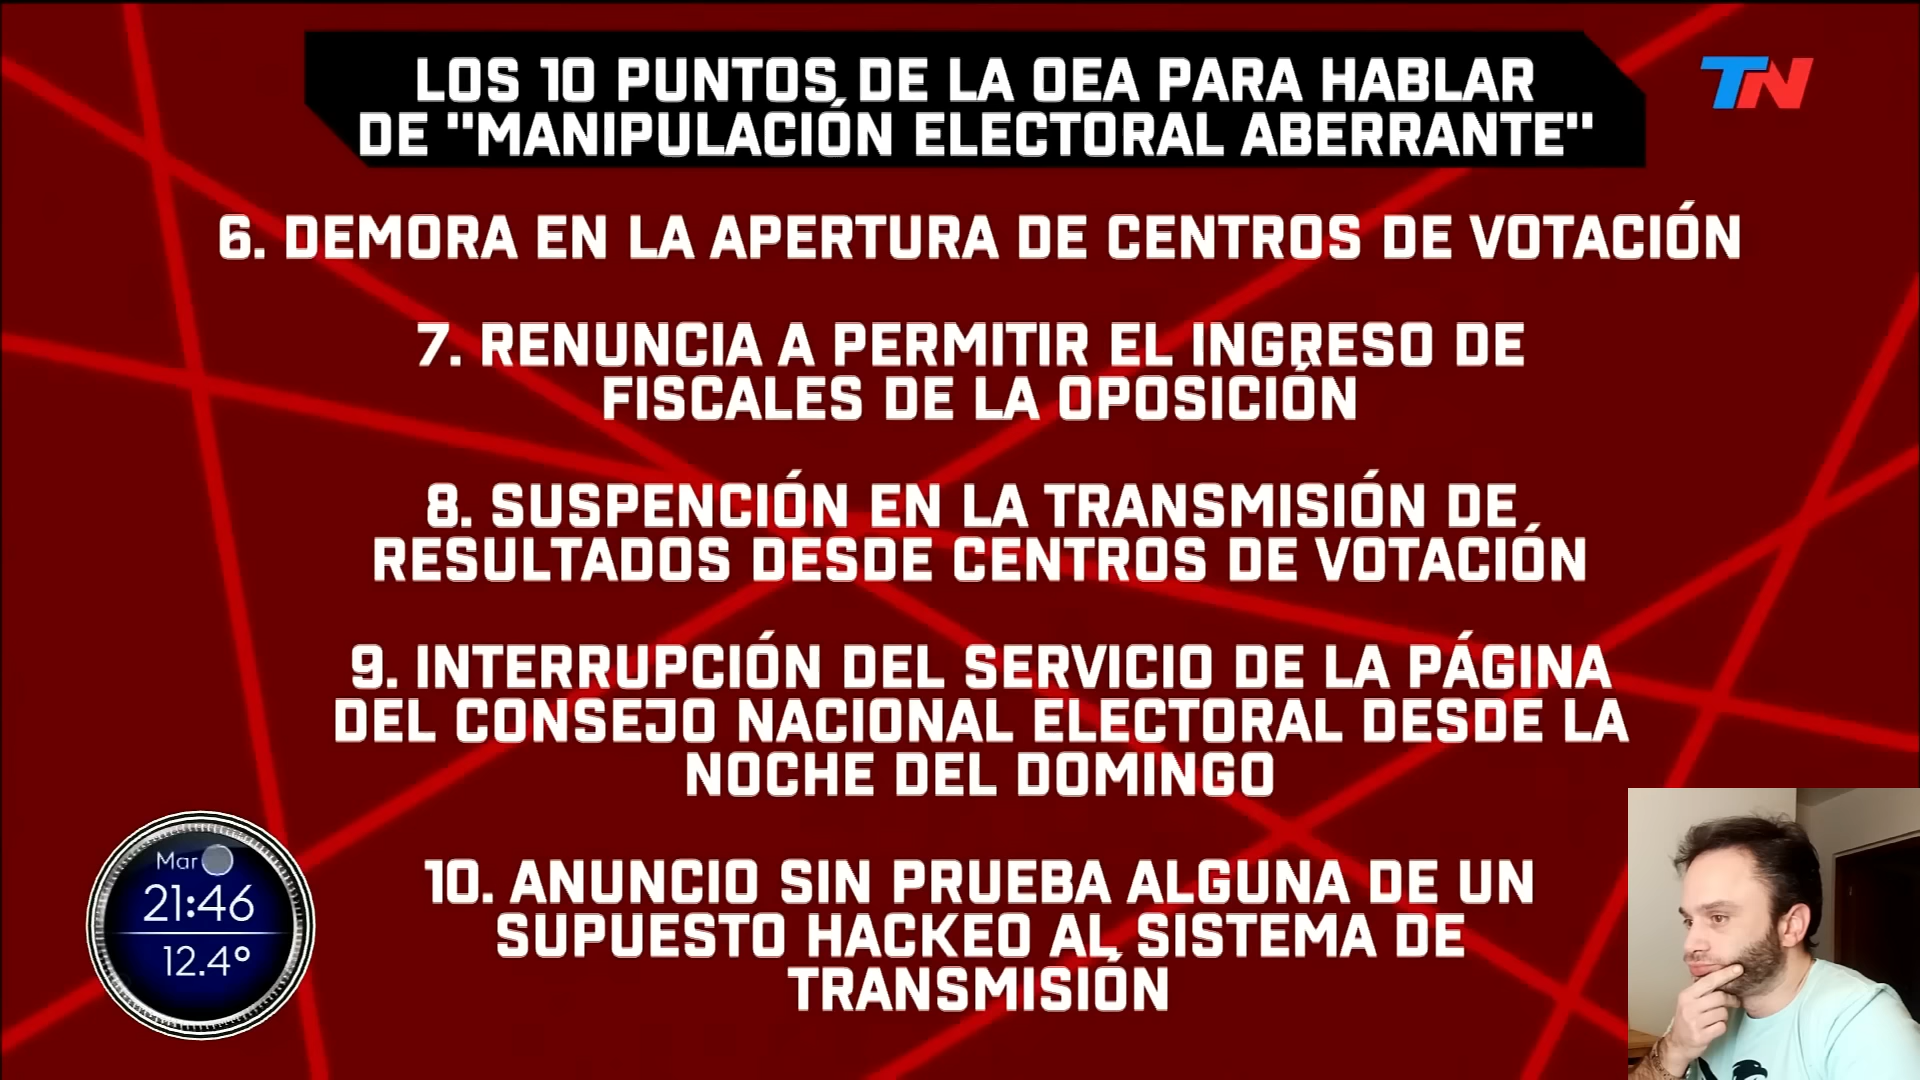 LOS 10 PUNTOS DE LA OEA PARA HABLAR
DE "MANIPULACIÓN ELECTORAL ABERRANTE"
TN
6. DEMORA EN LA APERTURA DE CENTROS DE VOTACIÓN
7. RENUNCIA A PERMITIR EL INGRESO DE
FISCALES DE LA OPOSICIÓN
8. SUSPENCIÓN EN LA TRANSMISIÓN DE
RESULTADOS DESDE CENTROS DE VOTACIÓN
9. INTERRUPCIÓN DEL SERVICIO DE LA PÁGINA
DEL CONSEJO NACIONAL ELECTORAL DESDE LA
NOCHE DEL DOMINGO
10. ANUNCIO SIN PRUEBA ALGUNA DE UN
SUPUESTO HACKEO AL SISTEMA DE
TRANSMISIÓN
Mar
21:46
12.4°